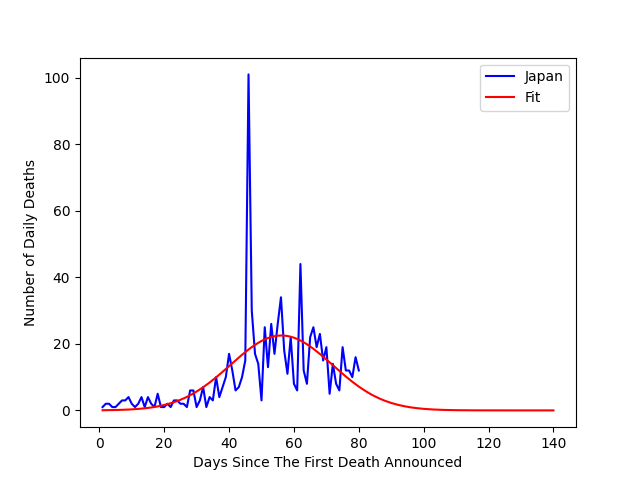 Japan
Fit
100
80
60
40
20
0
Number of Daily Deaths
0 20 40 60 80 100 120 140
Days Since The First Death Announced